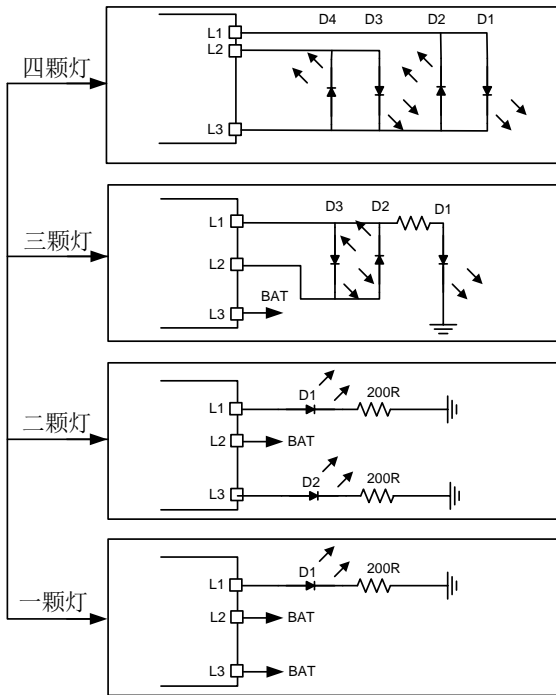 四颗灯
L1
L2
L3
D4 D3 D2 D1
三颗灯
L1
L2
L3
BAT
D3 D2 D1
二颗灯
L1
D1
200R
L2
BAT
L3
D2
200R
一颗灯
L1
D1
200R
L2
BAT
L3
BAT